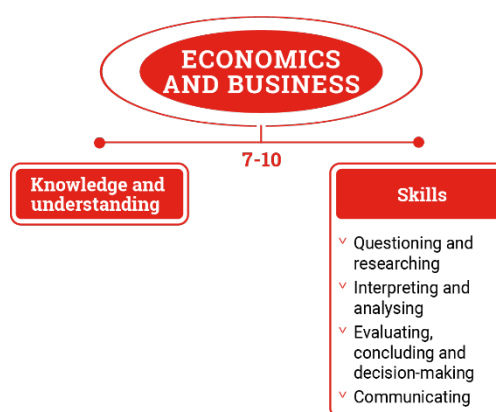 ECONOMICS
AND BUSINESS
7-10
Knowledge and
understanding
Skills
Questioning and
researching
Interpreting and
analysing
Evaluating,
concluding and
decision-making
Communicating